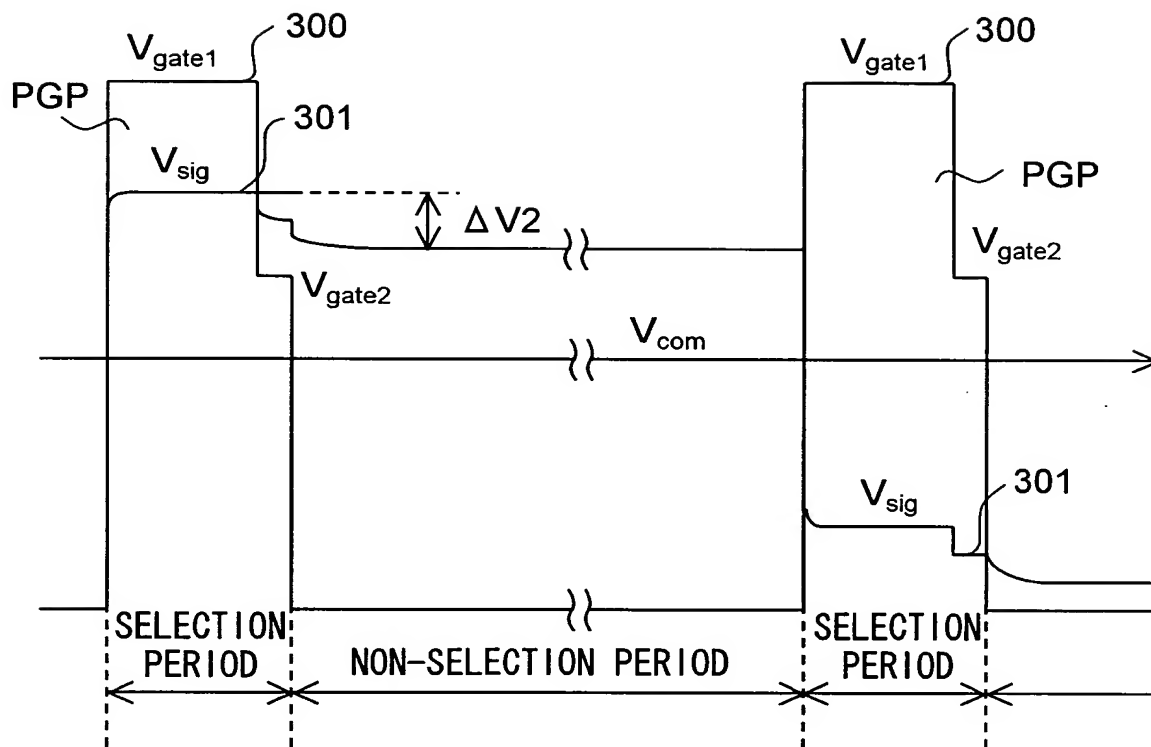 300
V_gate1
PGP
301
V_sig
Δ V2
V_gate2
V_com
300
V_gate1
PGP
V_gate2
V_sig
301
SELECTION
PERIOD
NON-SELECTION PERIOD
SELECTION
PERIOD